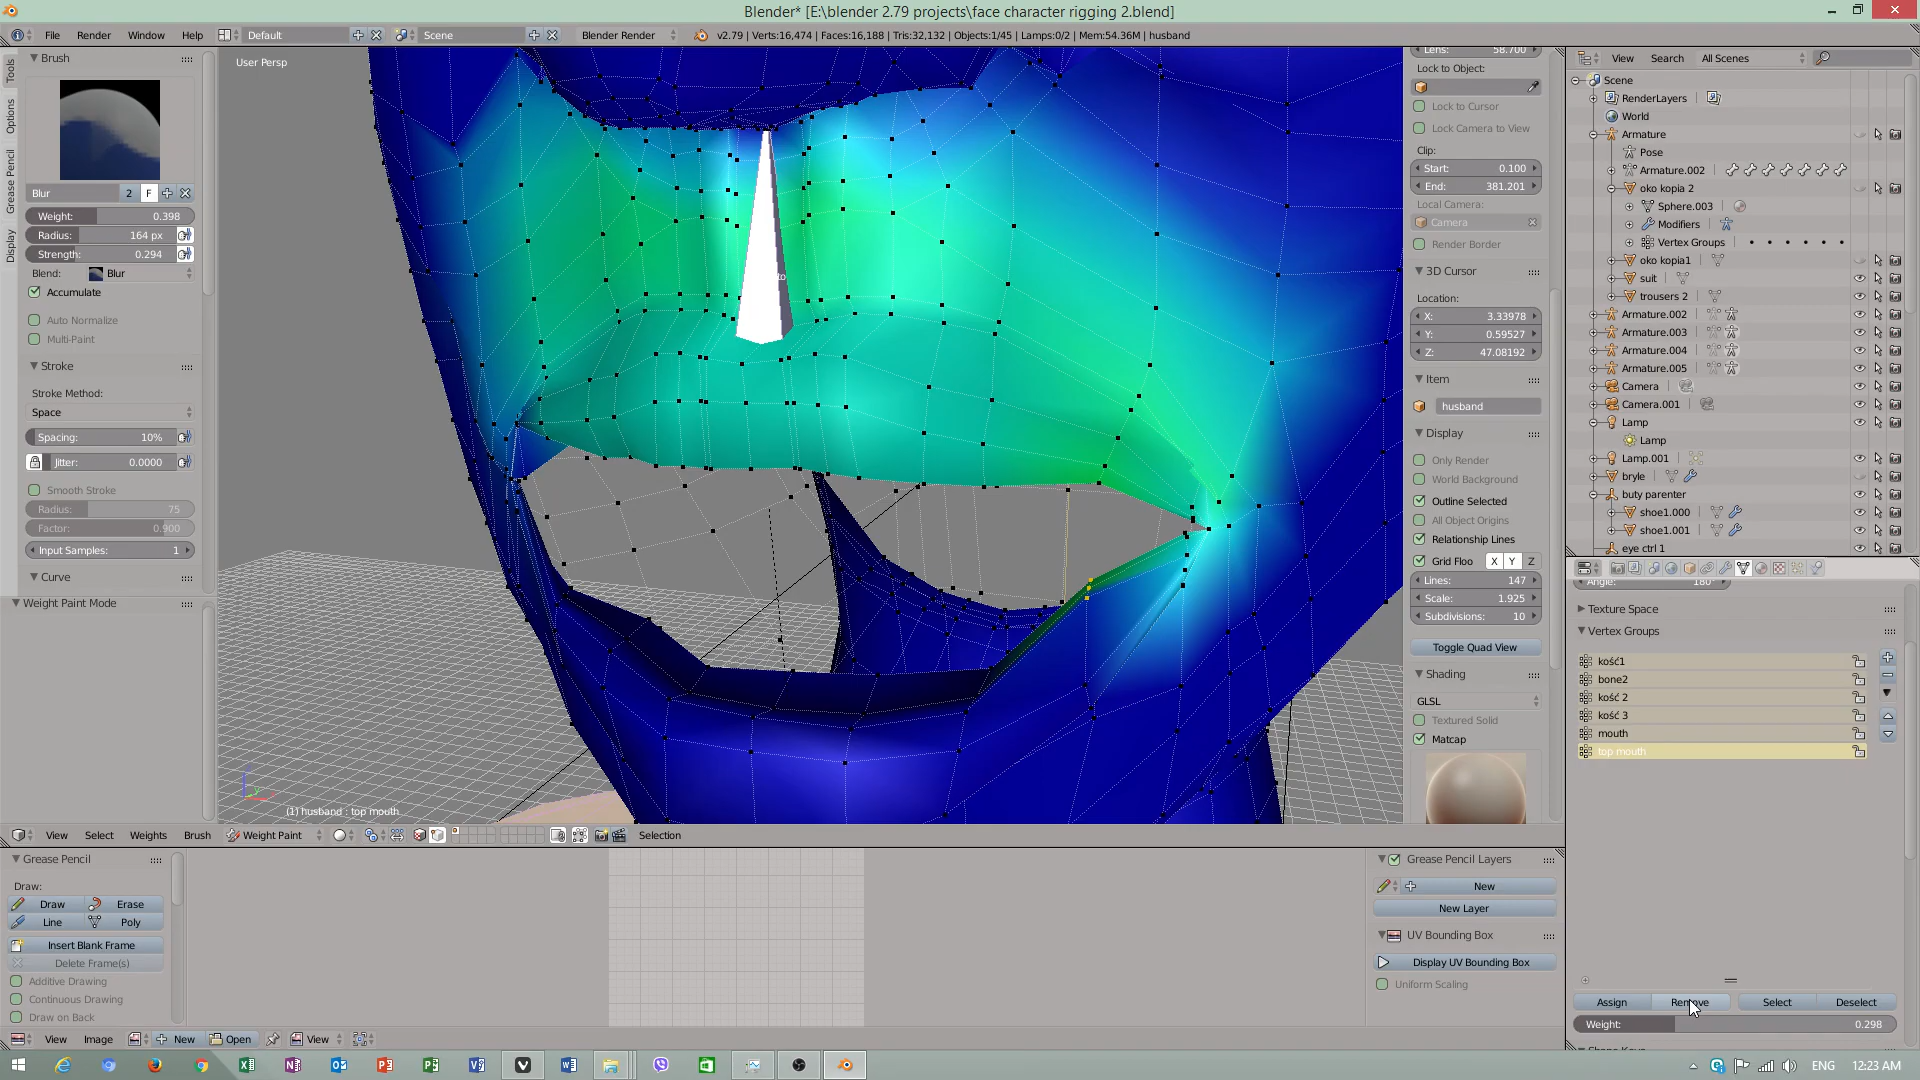 Blender* [E:\blender 2.79 projects\face character rigging 2.blend]
File Render Window Help Default Scene Blender Render v2.79 | Verts:16,474 | Faces:16,188 | Tris:32,132 | Objects:1/45 | Lamps:0/2 | Mem:54.36M | husband
Tools
Options
Grease Pencil
Display
Brush
Blur 2 F
Weight: 0.398
Radius: 164 px
Strength: 0.294
Blend: Blur
Accumulate
Auto Normalize
Multi-Paint
Stroke
Stroke Method:
Space
Spacing: 10%
Jitter: 0.0000
Smooth Stroke
Radius: 75
Factor: 0.900
Input Samples: 1
Curve
Weight Paint Mode
User Persp
(1) husband : top mouth
View Select Weights Brush Weight Paint Selection
Lens: 58.700
Lock to Object:
Lock to Cursor
Lock Camera to View
Clip:
Start: 0.100
End: 381.201
Local Camera:
Camera
Render Border
3D Cursor
Location:
X: 3.33978
Y: 0.59527
Z: 47.08192
Item
husband
Display
Only Render
World Background
Outline Selected
All Object Origins
Relationship Lines
Grid Floo X Y Z
Lines: 147
Scale: 1.925
Subdivisions: 10
Toggle Quad View
Shading
GLSL
Textured Solid
Matcap
View Search All Scenes
Scene
RenderLayers
World
Armature
Pose
Armature.002
oko kopia 2
Sphere.003
Modifiers
Vertex Groups
oko kopia1
suit
trousers 2
Armature.002
Armature.003
Armature.004
Armature.005
Camera
Camera.001
Lamp
Lamp
Lamp.001
bryle
buty parenter
shoe1.000
shoe1.001
eye ctrl 1
Angle: 180°
Texture Space
Vertex Groups
kość1
bone2
kość 2
kość 3
mouth
top mouth
Assign Remove Select Deselect
Weight: 0.298
Grease Pencil
Draw:
Draw Erase
Line Poly
Insert Blank Frame
Delete Frame(s)
Additive Drawing
Continuous Drawing
Draw on Back
Grease Pencil Layers
New
New Layer
UV Bounding Box
Display UV Bounding Box
Uniform Scaling
View Image New Open View
ENG 12:23 AM